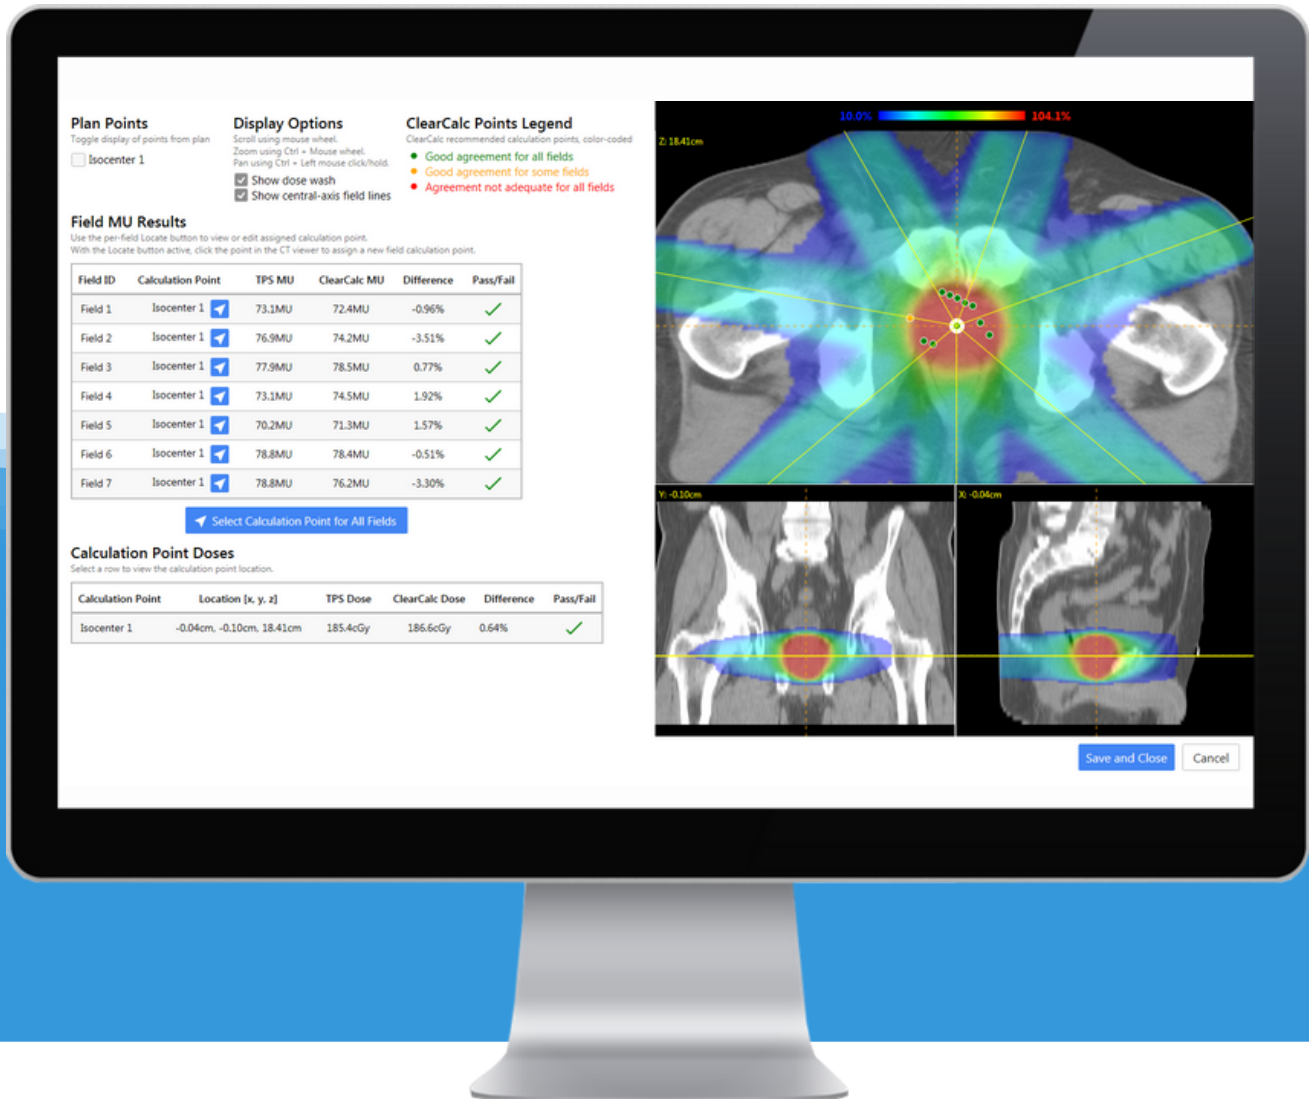 Plan Points
Toggle display of points from plan
Isocenter 1
Display Options
Scroll using mouse wheel.
Zoom using Ctrl + Mouse wheel.
Pan using Ctrl + Left mouse click/hold.
Show dose wash
Show central-axis field lines
ClearCalc Points Legend
ClearCalc recommended calculation points, color-coded
Good agreement for all fields
Good agreement for some fields
Agreement not adequate for all fields
Field MU Results
Use the per-field Locate button to view or edit assigned calculation point.
With the Locate button active, click the point in the CT viewer to assign a new field calculation point.
Field ID Calculation Point TPS MU ClearCalc MU Difference Pass/Fail
Field 1 Isocenter 1 73.1MU 72.4MU -0.96%
Field 2 Isocenter 1 76.9MU 74.2MU -3.51%
Field 3 Isocenter 1 77.9MU 78.5MU 0.77%
Field 4 Isocenter 1 73.1MU 74.5MU 1.92%
Field 5 Isocenter 1 70.2MU 71.3MU 1.57%
Field 6 Isocenter 1 78.8MU 78.4MU -0.51%
Field 7 Isocenter 1 78.8MU 76.2MU -3.30%
Select Calculation Point for All Fields
Calculation Point Doses
Select a row to view the calculation point location.
Calculation Point Location [x, y, z] TPS Dose ClearCalc Dose Difference Pass/Fail
Isocenter 1 -0.04cm, -0.10cm, 18.41cm 185.4cGy 186.6cGy 0.64%
10.0% 104.1%
Z: 18.41cm
Y: -0.10cm
X: -0.04cm
Save and Close
Cancel